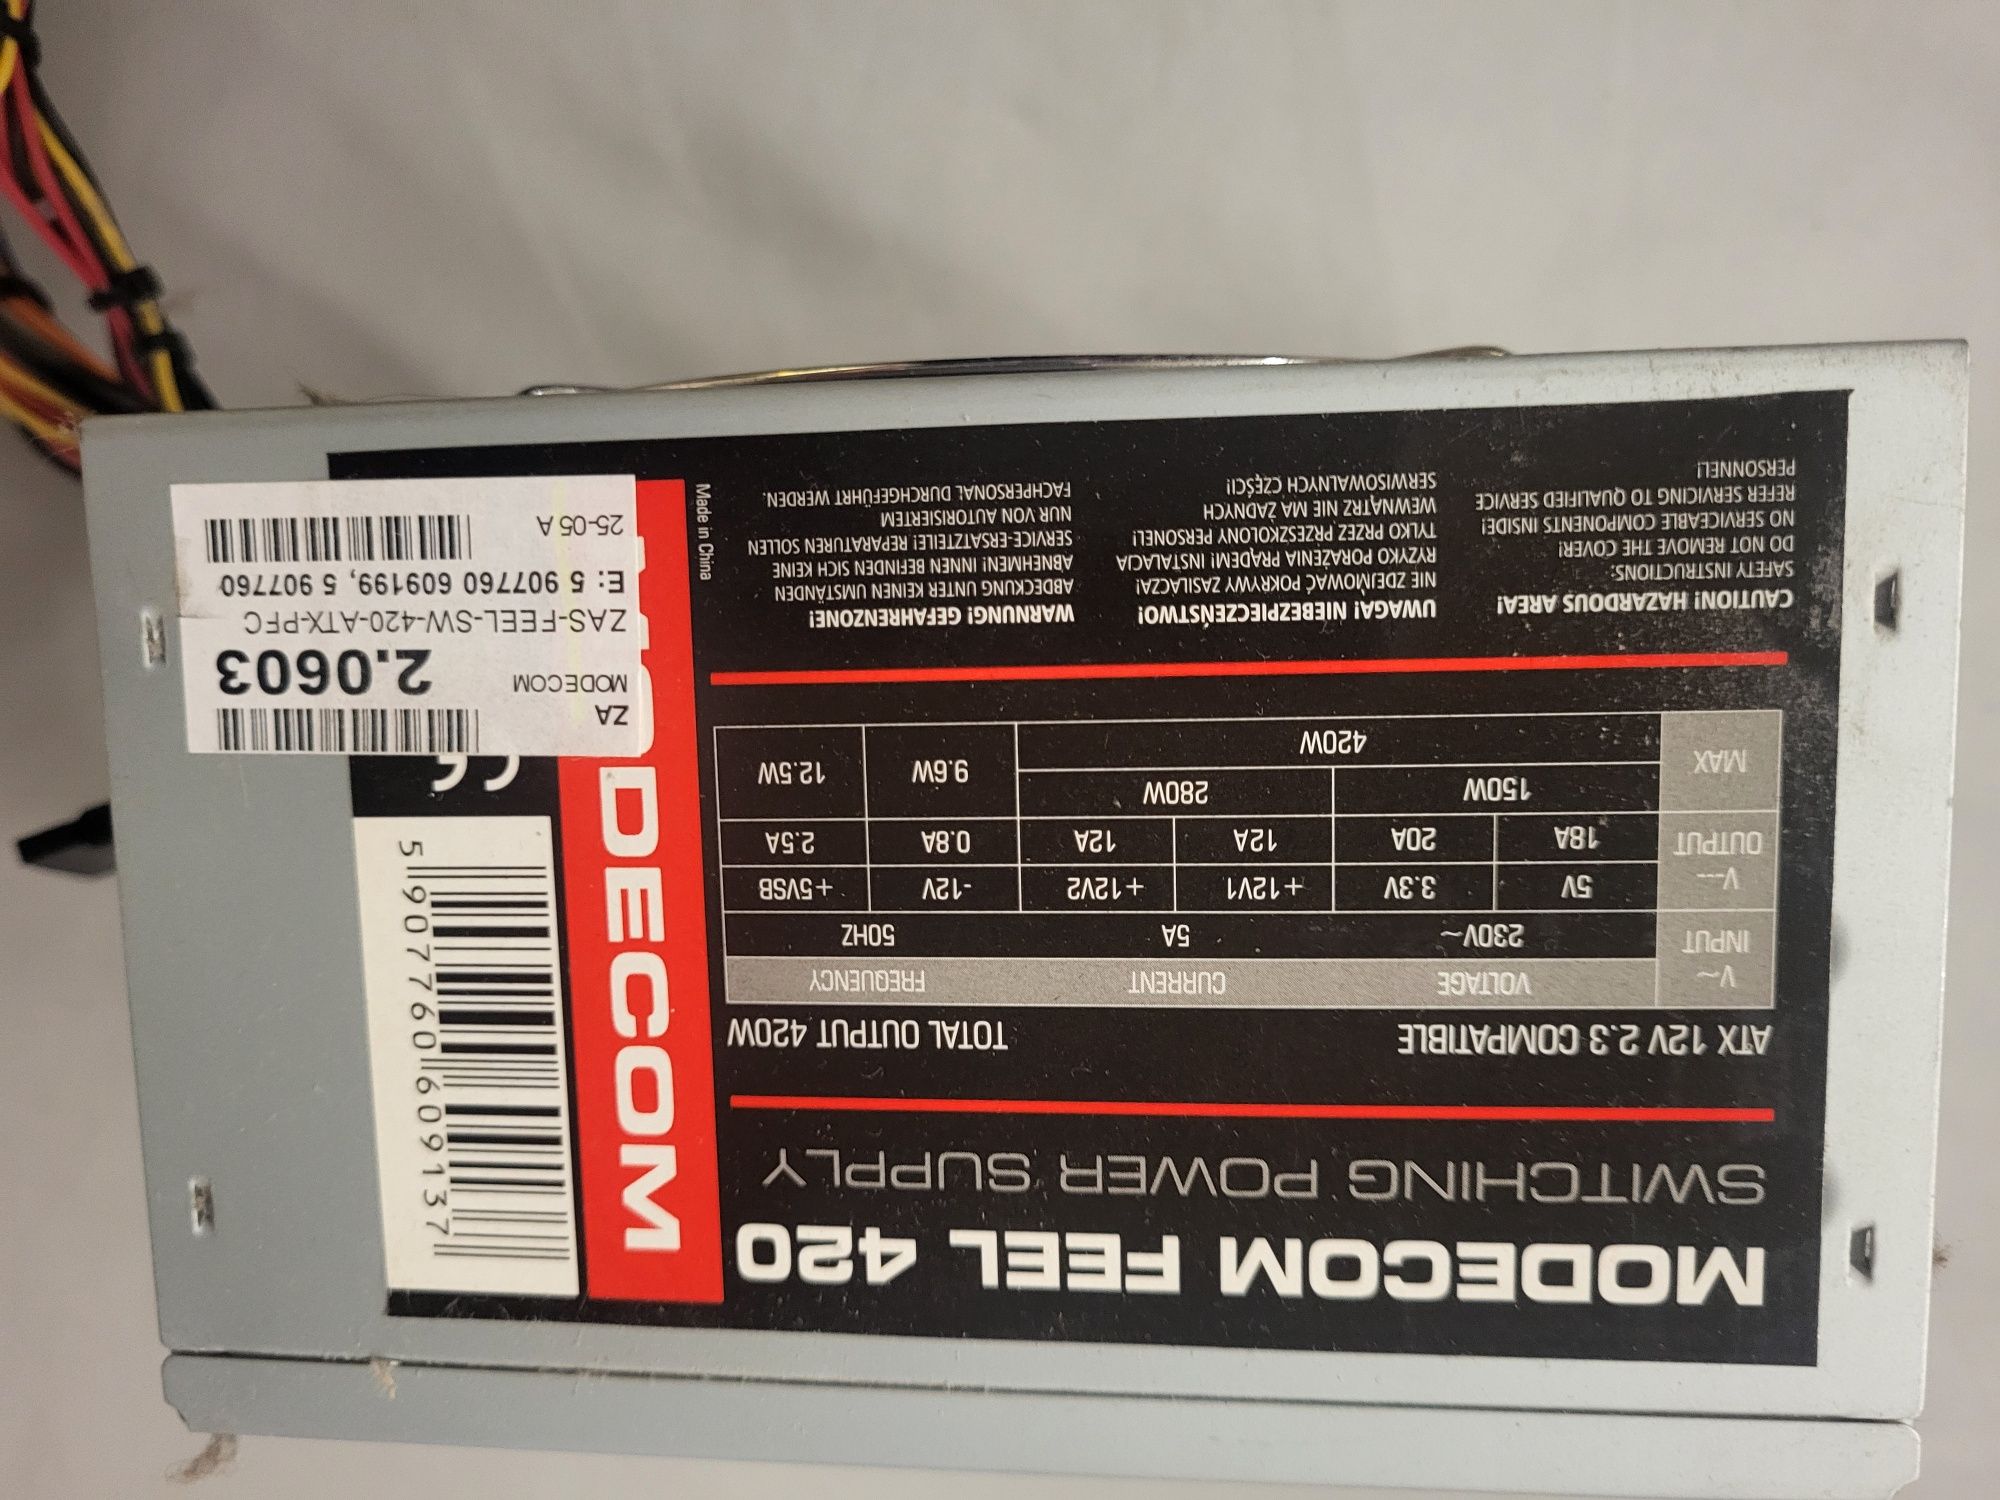 MODECOM FEEL 420
SWITCHING POWER SUPPLY
ATX 12V 2.3 COMPATIBLE TOTAL OUTPUT 420W
V~ INPUT VOLTAGE CURRENT FREQUENCY
230V~ 5A 50HZ
V⎓ OUTPUT 5V 3.3V +12V1 +12V2 -12V +5VSB
18A 20A 12A 12A 0.8A 2.5A
MAX 150W 280W 9.6W 12.5W
420W
CAUTION! HAZARDOUS AREA!
SAFETY INSTRUCTIONS:
DO NOT REMOVE THE COVER!
NO SERVICEABLE COMPONENTS INSIDE!
REFER SERVICING TO QUALIFIED SERVICE
PERSONNEL!
UWAGA! NIEBEZPIECZEŃSTWO!
NIE ZDEJMOWAĆ POKRYWY ZASILACZA!
RYZYKO PORAŻENIA PRĄDEM! INSTALACJA
TYLKO PRZEZ PRZESZKOLONY PERSONEL!
WEWNĄTRZ NIE MA ŻADNYCH
SERWISOWALNYCH CZĘŚCI!
WARNUNG! GEFAHRENZONE!
ABDECKUNG UNTER KEINEN UMSTÄNDEN
ABNEHMEN! INNEN BEFINDEN SICH KEINE
SERVICE-ERSATZTEILE! REPARATUREN SOLLEN
NUR VON AUTORISIERTEM
FACHPERSONAL DURCHGEFÜHRT WERDEN.
Made in China
MODECOM
5 907760 609137
CE
ZA
MODECOM 2.0603
ZAS-FEEL-SW-420-ATX-PFC
E: 5 907760 609199, 5 907760
25-05 A